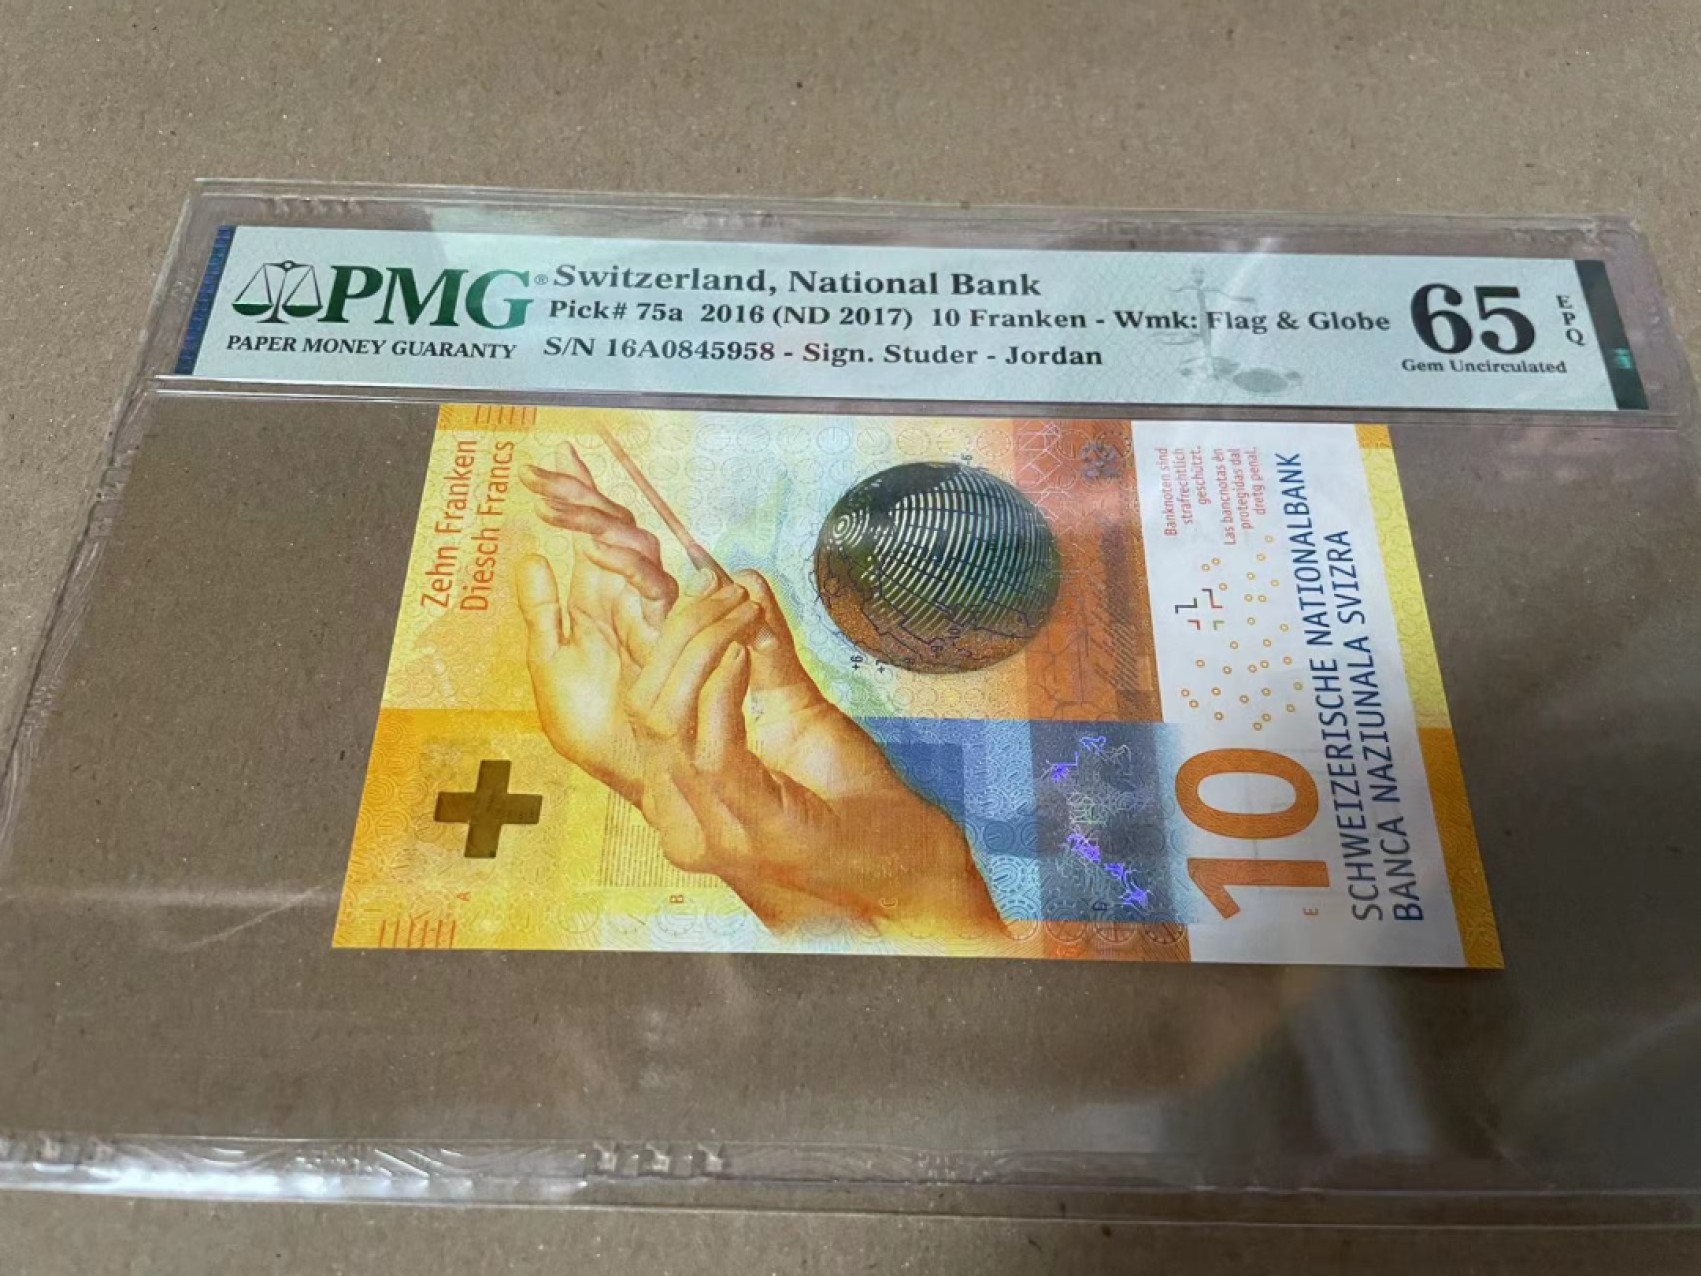 PMG®
PAPER MONEY GUARANTY
Switzerland, National Bank
Pick# 75a 2016 (ND 2017) 10 Franken - Wmk: Flag & Globe
S/N 16A0845958 - Sign. Studer - Jordan
65
EPQ
Gem Uncirculated
Zehn Franken
Diesch Francs
Banknoten sind
strafrechtlich
geschützt.
Las bancnotas èn
protegidas dal
dretg penal.
10
SCHWEIZERISCHE NATIONALBANK
BANCA NAZIUNALA SVIZRA
A
B
C
D
E
+6